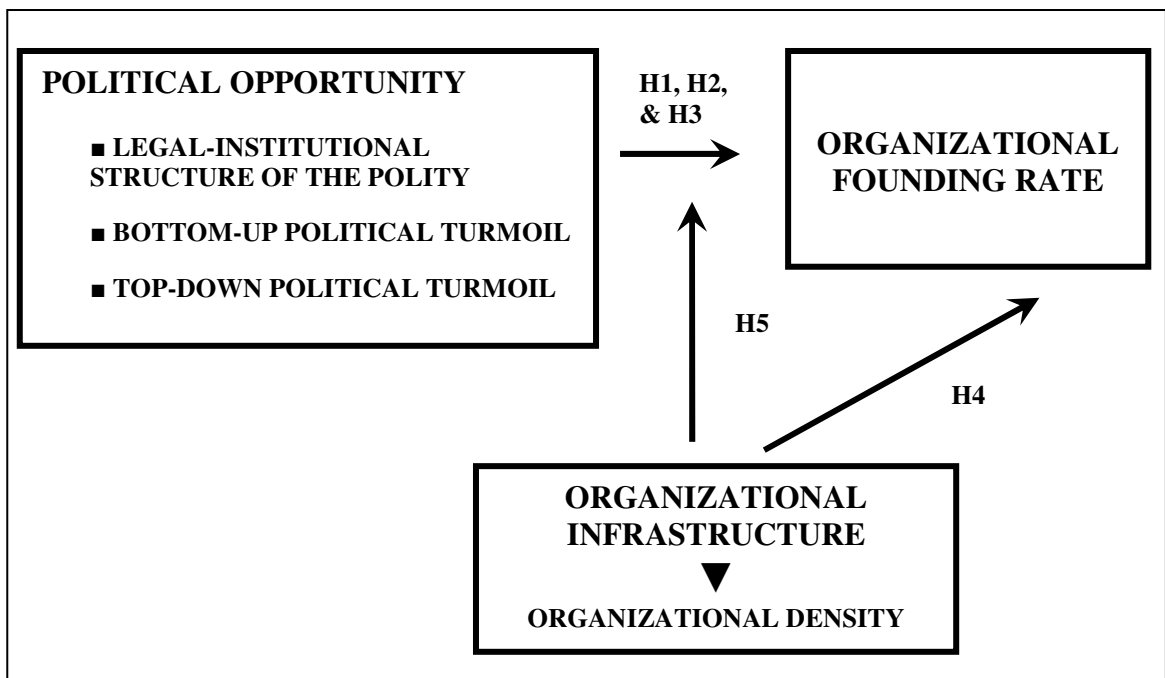 POLITICAL OPPORTUNITY
■ LEGAL-INSTITUTIONAL
STRUCTURE OF THE POLITY
■ BOTTOM-UP POLITICAL TURMOIL
■ TOP-DOWN POLITICAL TURMOIL
H1, H2,
& H3
ORGANIZATIONAL
FOUNDING RATE
H5
H4
ORGANIZATIONAL
INFRASTRUCTURE
▼
ORGANIZATIONAL DENSITY